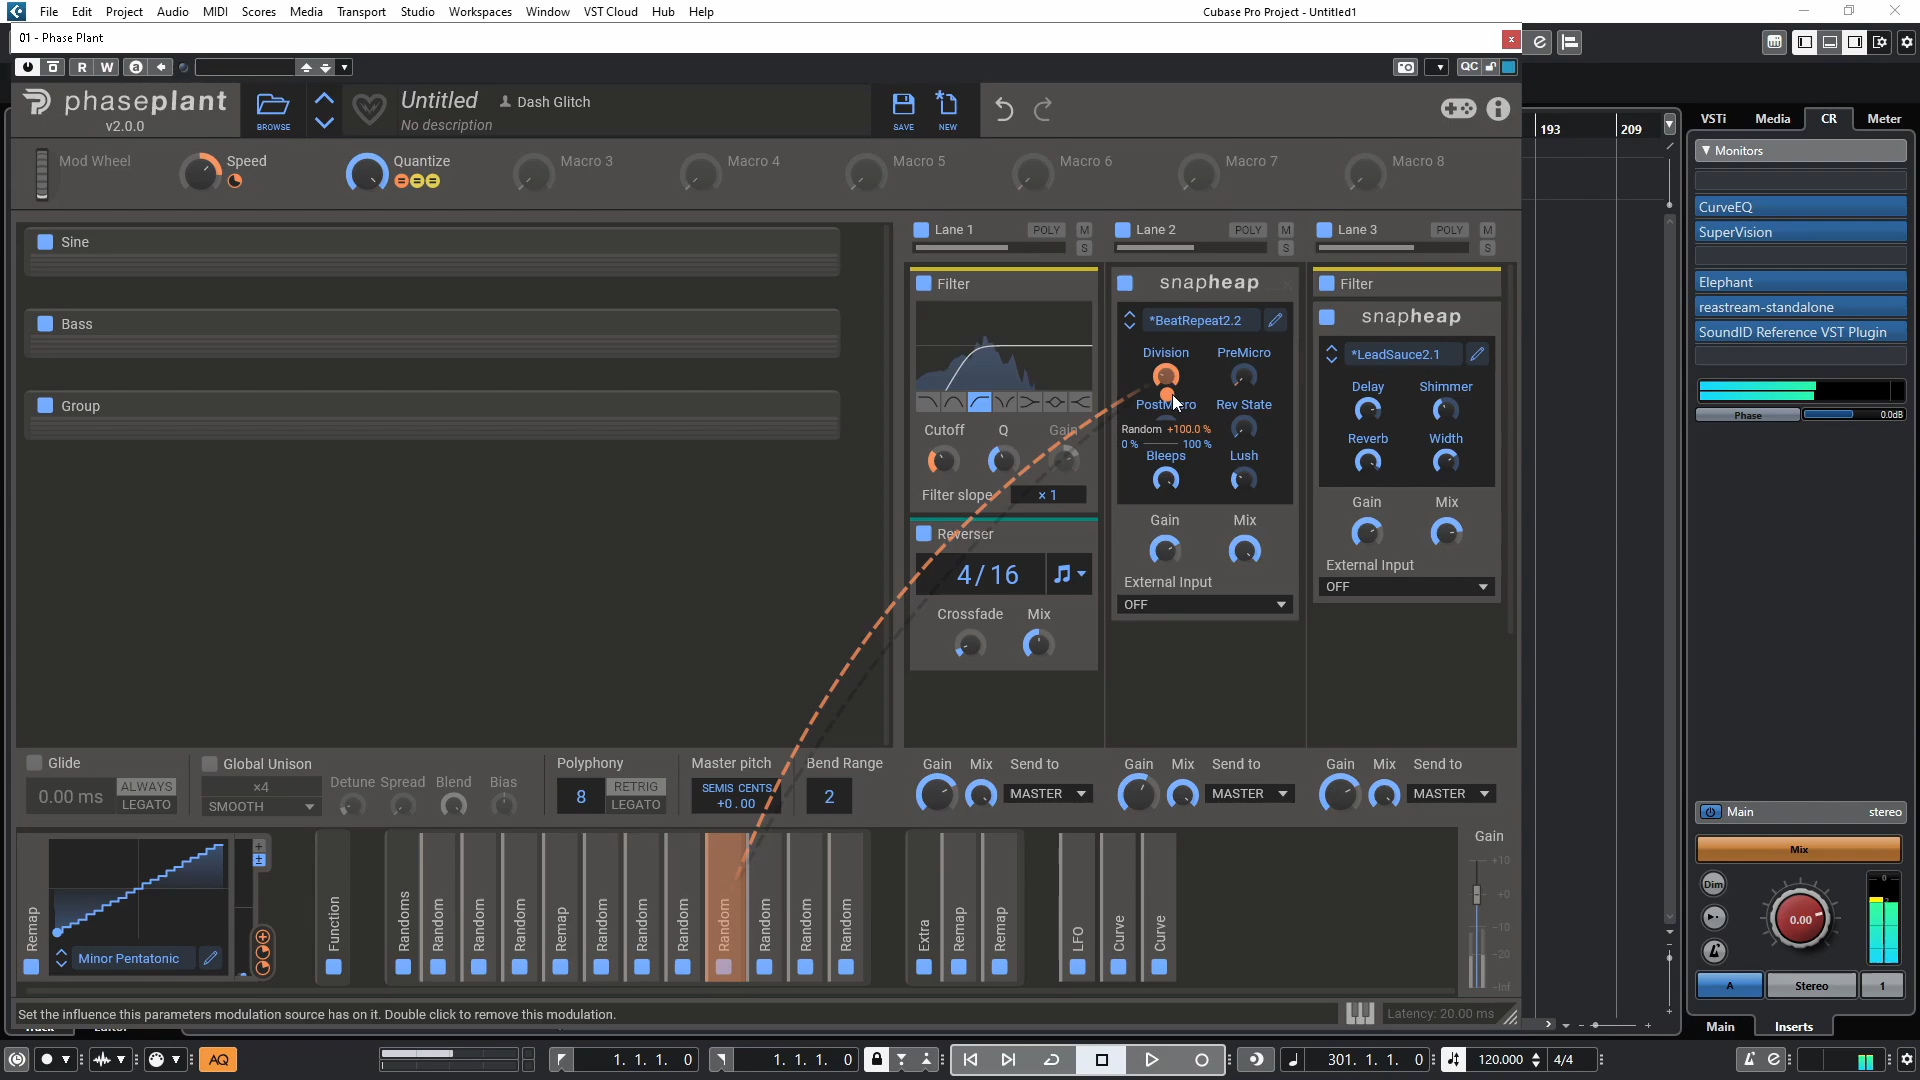 File Edit Project Audio MIDI Scores Media Transport Studio Workspaces Window VST Cloud Hub Help
Cubase Pro Project - Untitled1
01 - Phase Plant
R W a
QC
phaseplant
v2.0.0
BROWSE
Untitled Dash Glitch
No description
SAVE NEW
193 209
VSTi Media CR Meter
Monitors
CurveEQ
SuperVision
Elephant
reastream-standalone
SoundID Reference VST Plugin
Phase 0.0dB
Mod Wheel Speed Quantize Macro 3 Macro 4 Macro 5 Macro 6 Macro 7 Macro 8
Sine
Bass
Group
Lane 1 POLY M
S
Lane 2 POLY M
S
Lane 3 POLY M
S
Filter
Cutoff Q Gain
Filter slope ×1
Reverser
4/16
Crossfade Mix
snapheap
*BeatRepeat2.2
Division PreMicro
PostMicro Rev State
Random +100.0 %
0 % 100 %
Bleeps Lush
Gain Mix
External Input
OFF
Filter
snapheap
*LeadSauce2.1
Delay Shimmer
Reverb Width
Gain Mix
External Input
OFF
Glide
0.00 ms ALWAYS
LEGATO
Global Unison
×4
SMOOTH
Detune Spread Blend Bias
Polyphony
8 RETRIG
LEGATO
Master pitch
SEMIS CENTS
+0.00
Bend Range
2
Gain Mix Send to
MASTER
Gain Mix Send to
MASTER
Gain Mix Send to
MASTER
Remap
Minor Pentatonic
Function
Randoms
Random
Random
Random
Remap
Random
Random
Random
Random
Random
Random
Random
Extra
Remap
Remap
LFO
Curve
Curve
Gain
+10
+0
-10
-20
-Inf
Main stereo
Mix
Dim
0.00
A Stereo 1
Main Inserts
Set the influence this parameters modulation source has on it. Double click to remove this modulation.
Latency: 20.00 ms
Track Editor
AQ
1. 1. 1. 0
1. 1. 1. 0
301. 1. 1. 0
120.000
4/4